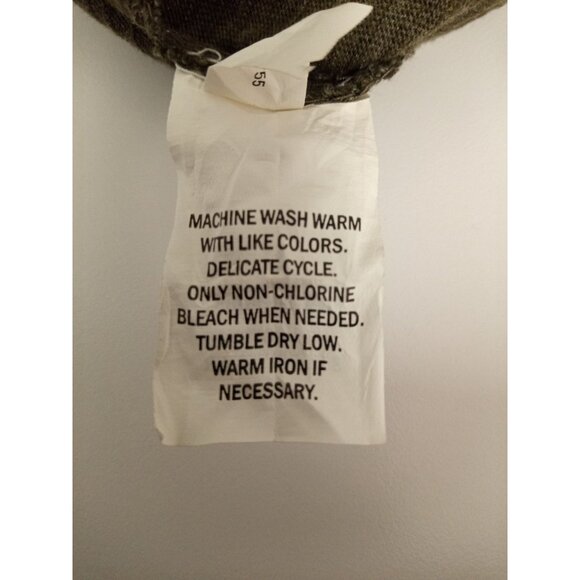 55
MACHINE WASH WARM
WITH LIKE COLORS.
DELICATE CYCLE.
ONLY NON-CHLORINE
BLEACH WHEN NEEDED.
TUMBLE DRY LOW.
WARM IRON IF
NECESSARY.